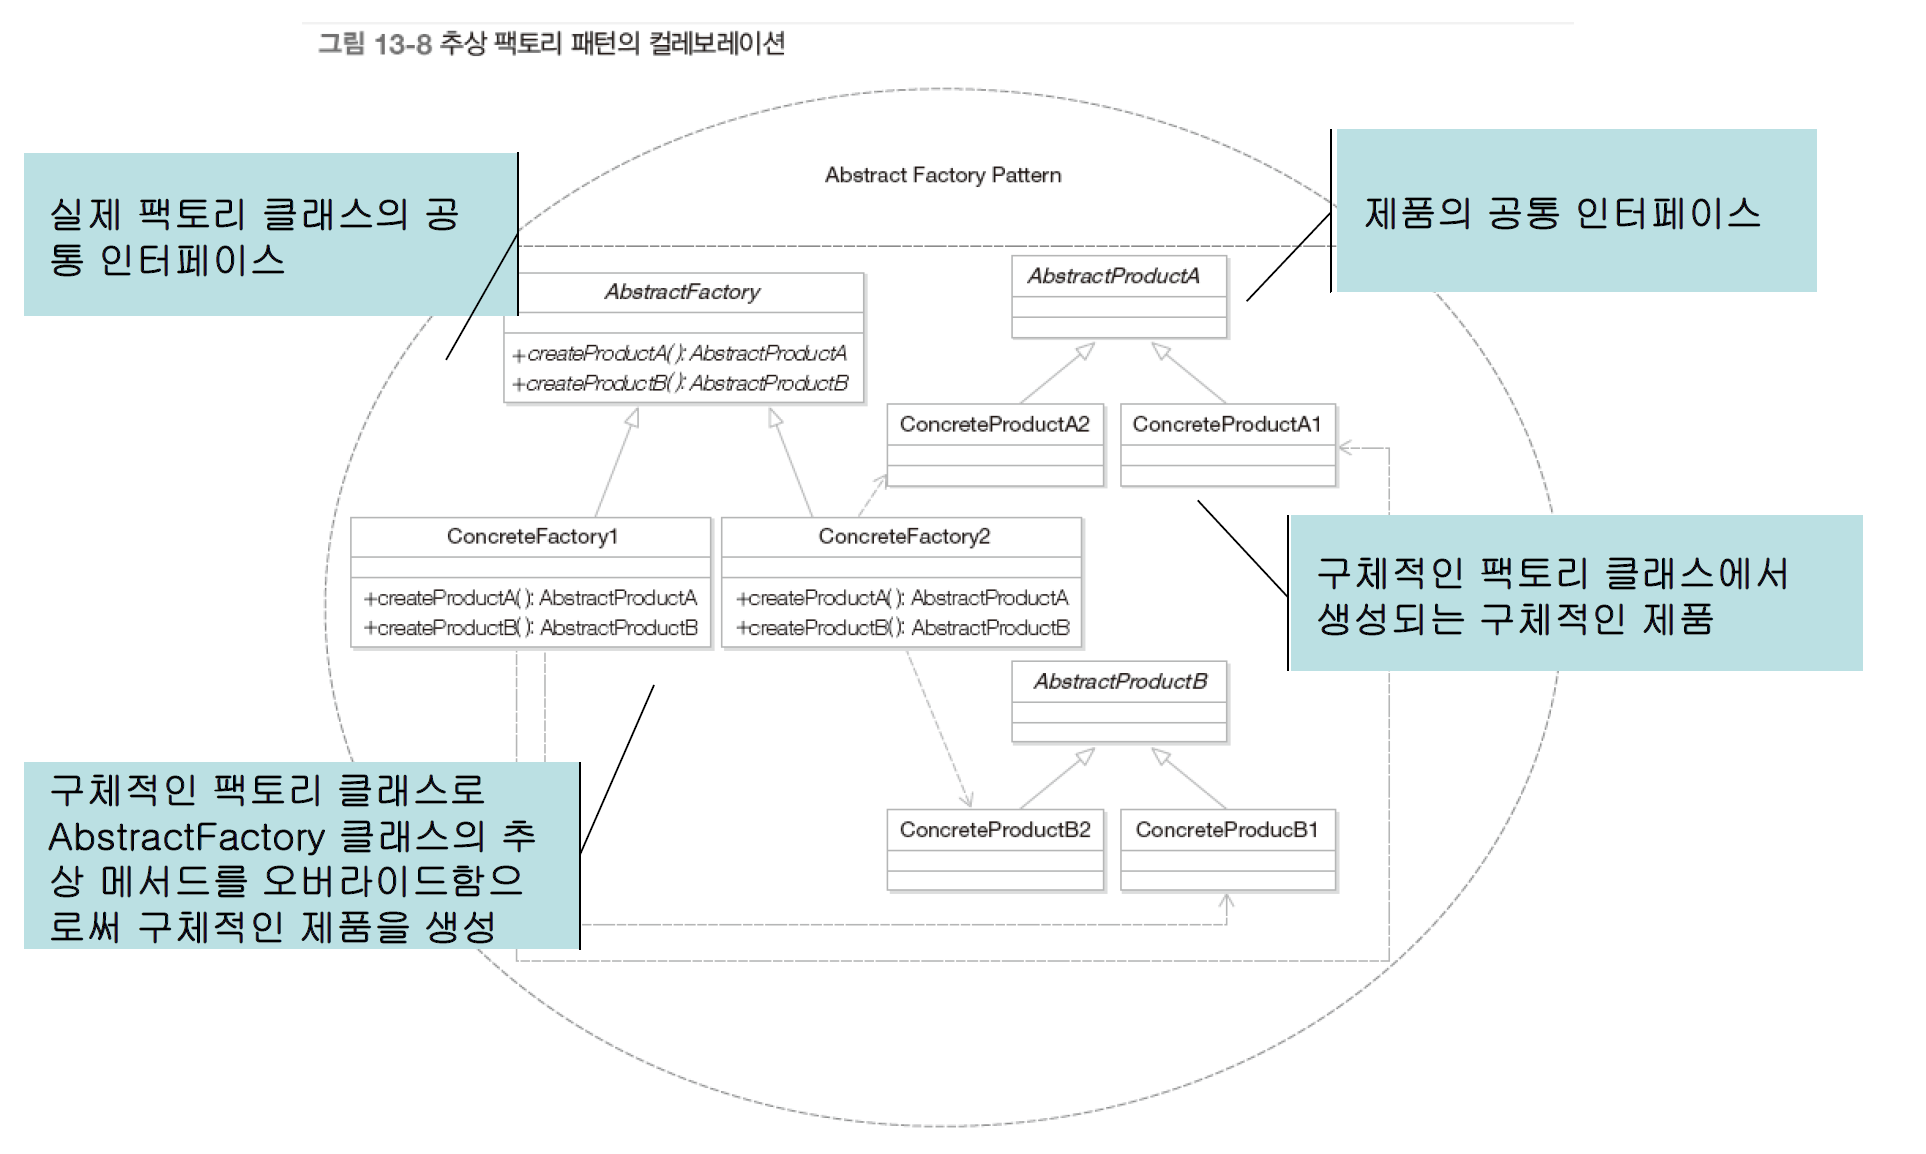 그림 13-8 추상 팩토리 패턴의 컬레보레이션
Abstract Factory Pattern
실제 팩토리 클래스의 공
통 인터페이스
제품의 공통 인터페이스
AbstractFactory
+createProductA(): AbstractProductA
+createProductB(): AbstractProductB
AbstractProductA
ConcreteProductA2
ConcreteProductA1
ConcreteFactory1
+createProductA(): AbstractProductA
+createProductB(): AbstractProductB
ConcreteFactory2
+createProductA(): AbstractProductA
+createProductB(): AbstractProductB
구체적인 팩토리 클래스에서
생성되는 구체적인 제품
AbstractProductB
ConcreteProductB2
ConcreteProducB1
구체적인 팩토리 클래스로
AbstractFactory 클래스의 추
상 메서드를 오버라이드함으
로써 구체적인 제품을 생성